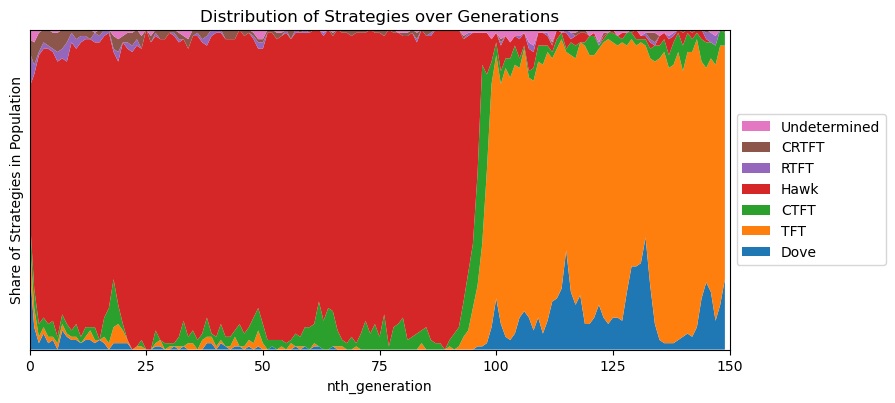 Distribution of Strategies over Generations
Share of Strategies in Population
Undetermined
CRTFT
RTFT
Hawk
CTFT
TFT
Dove
0 25 50 75 100 125 150
nth_generation